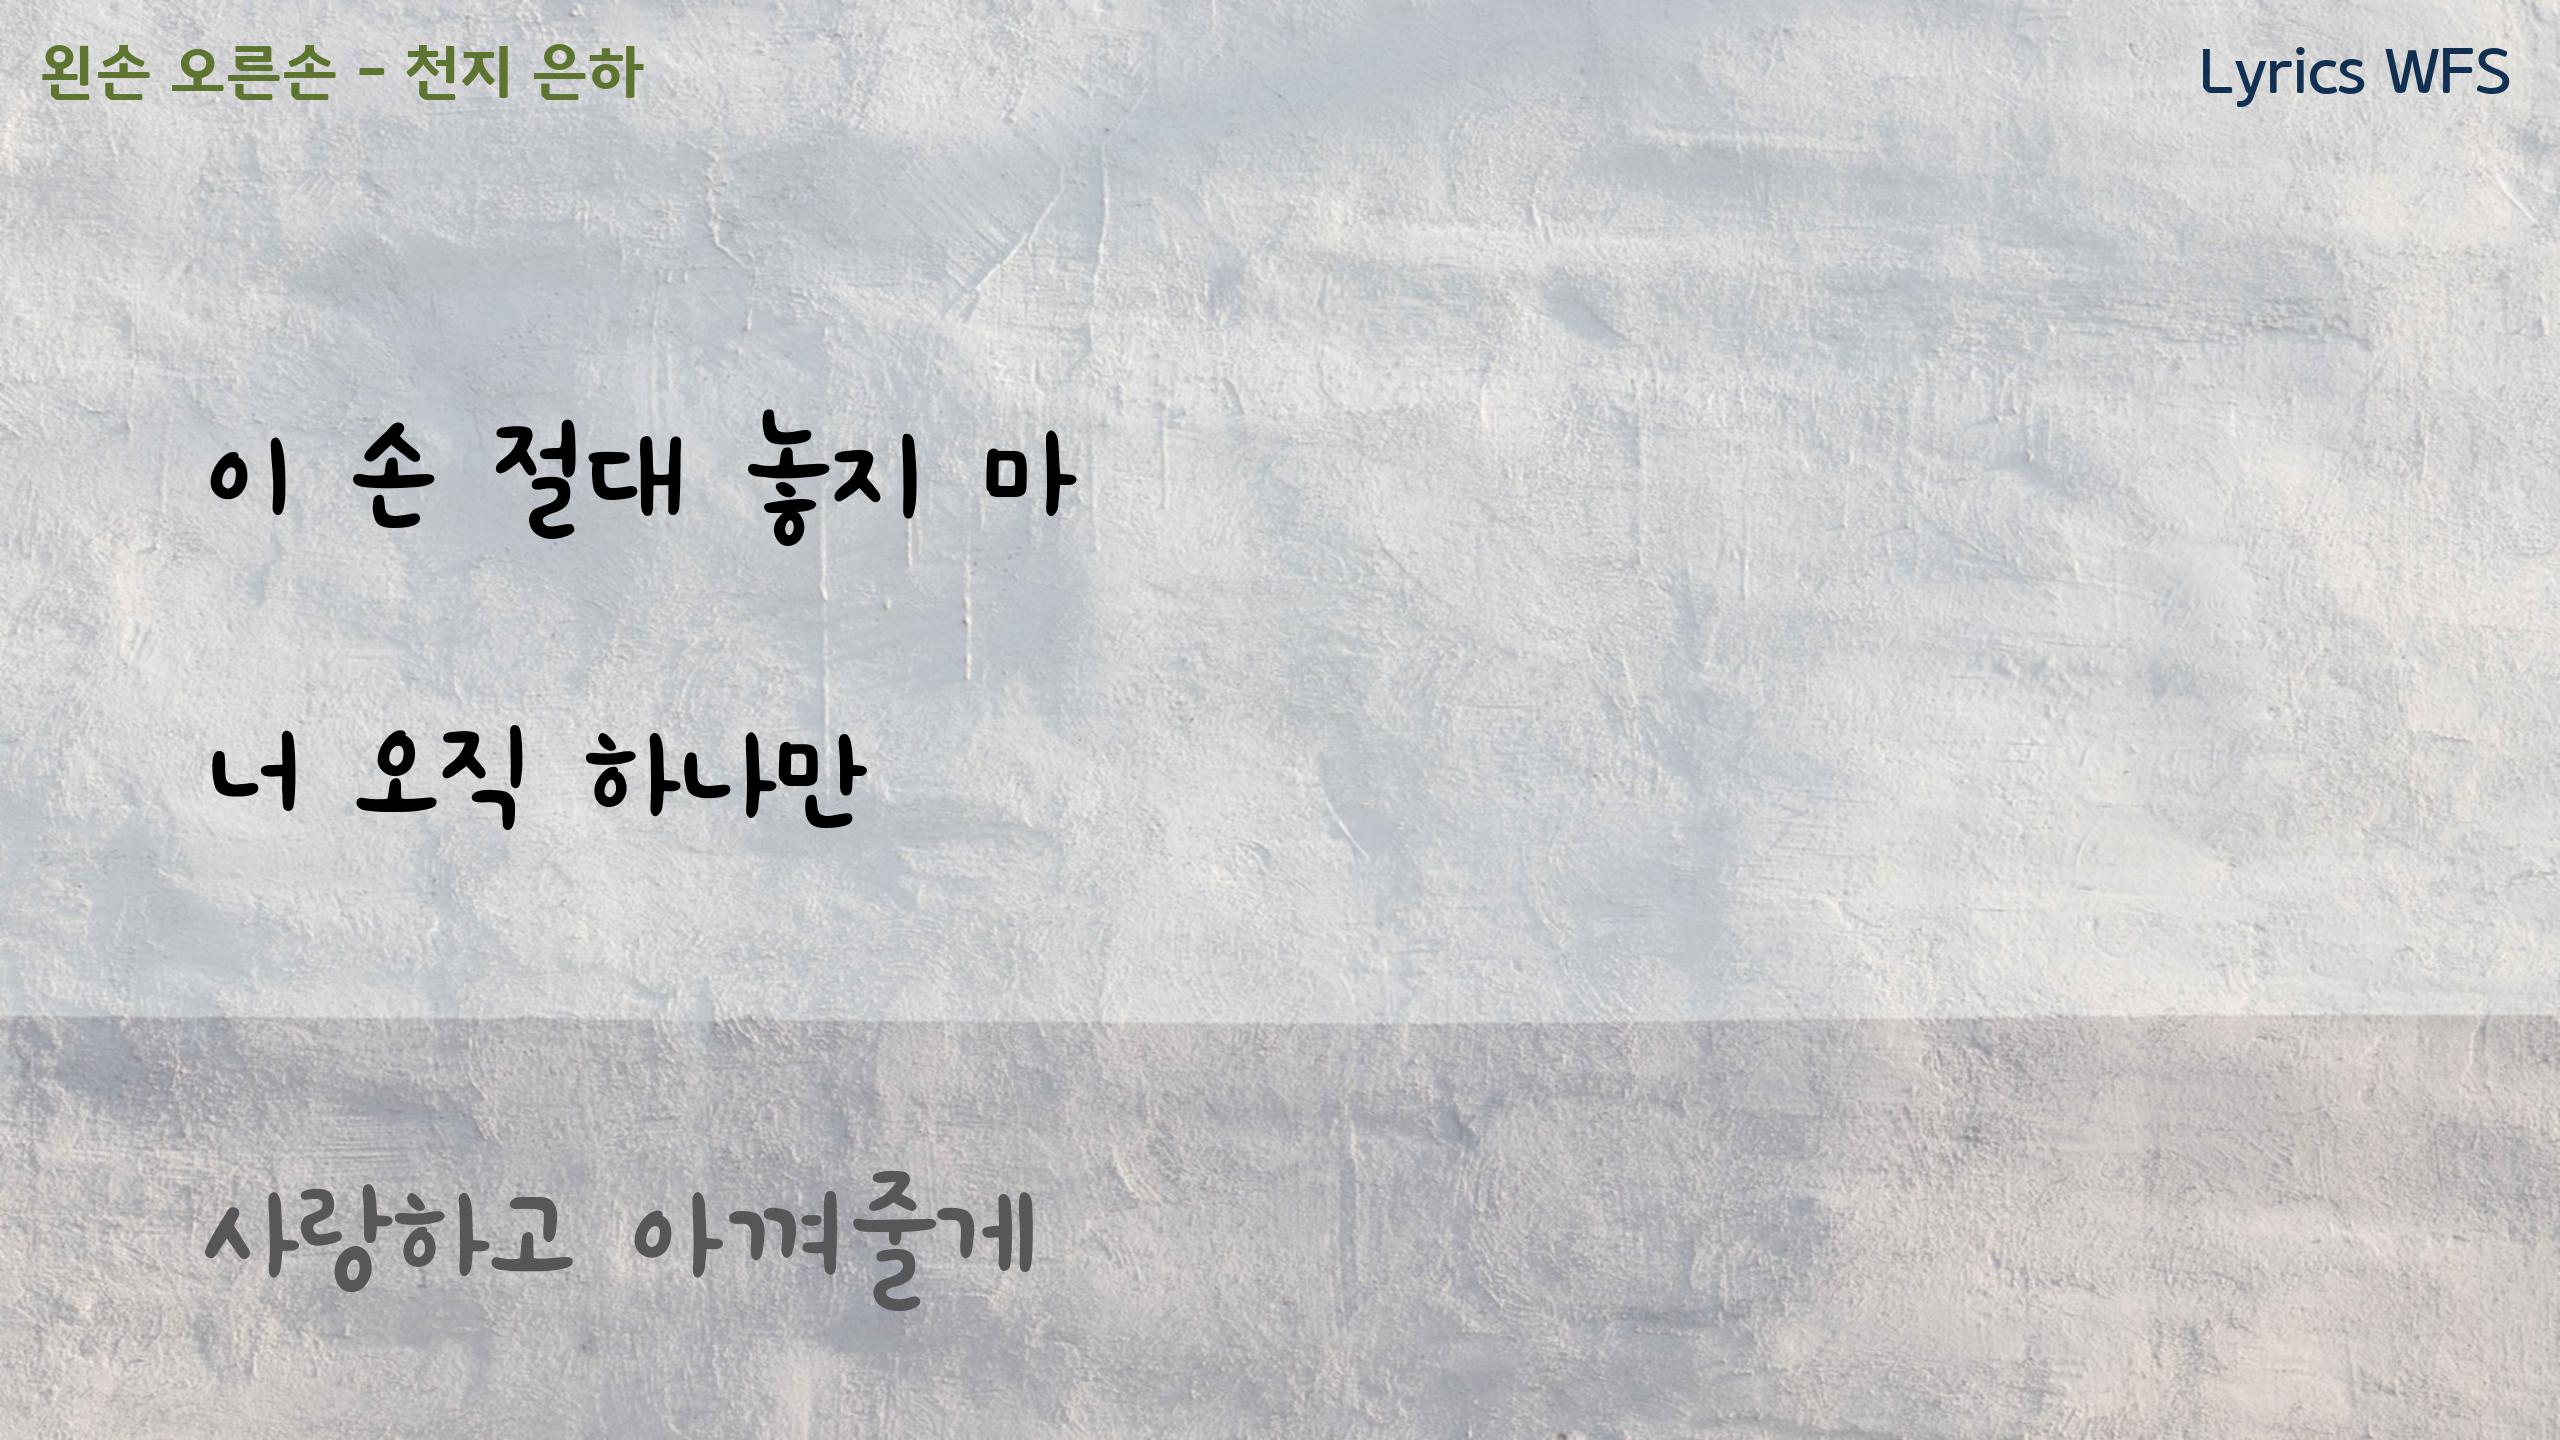 왼손 오른손 - 천지 은하
Lyrics WFS
이 손 절대 놓지 마
너 오직 하나만
사랑하고 아껴줄게